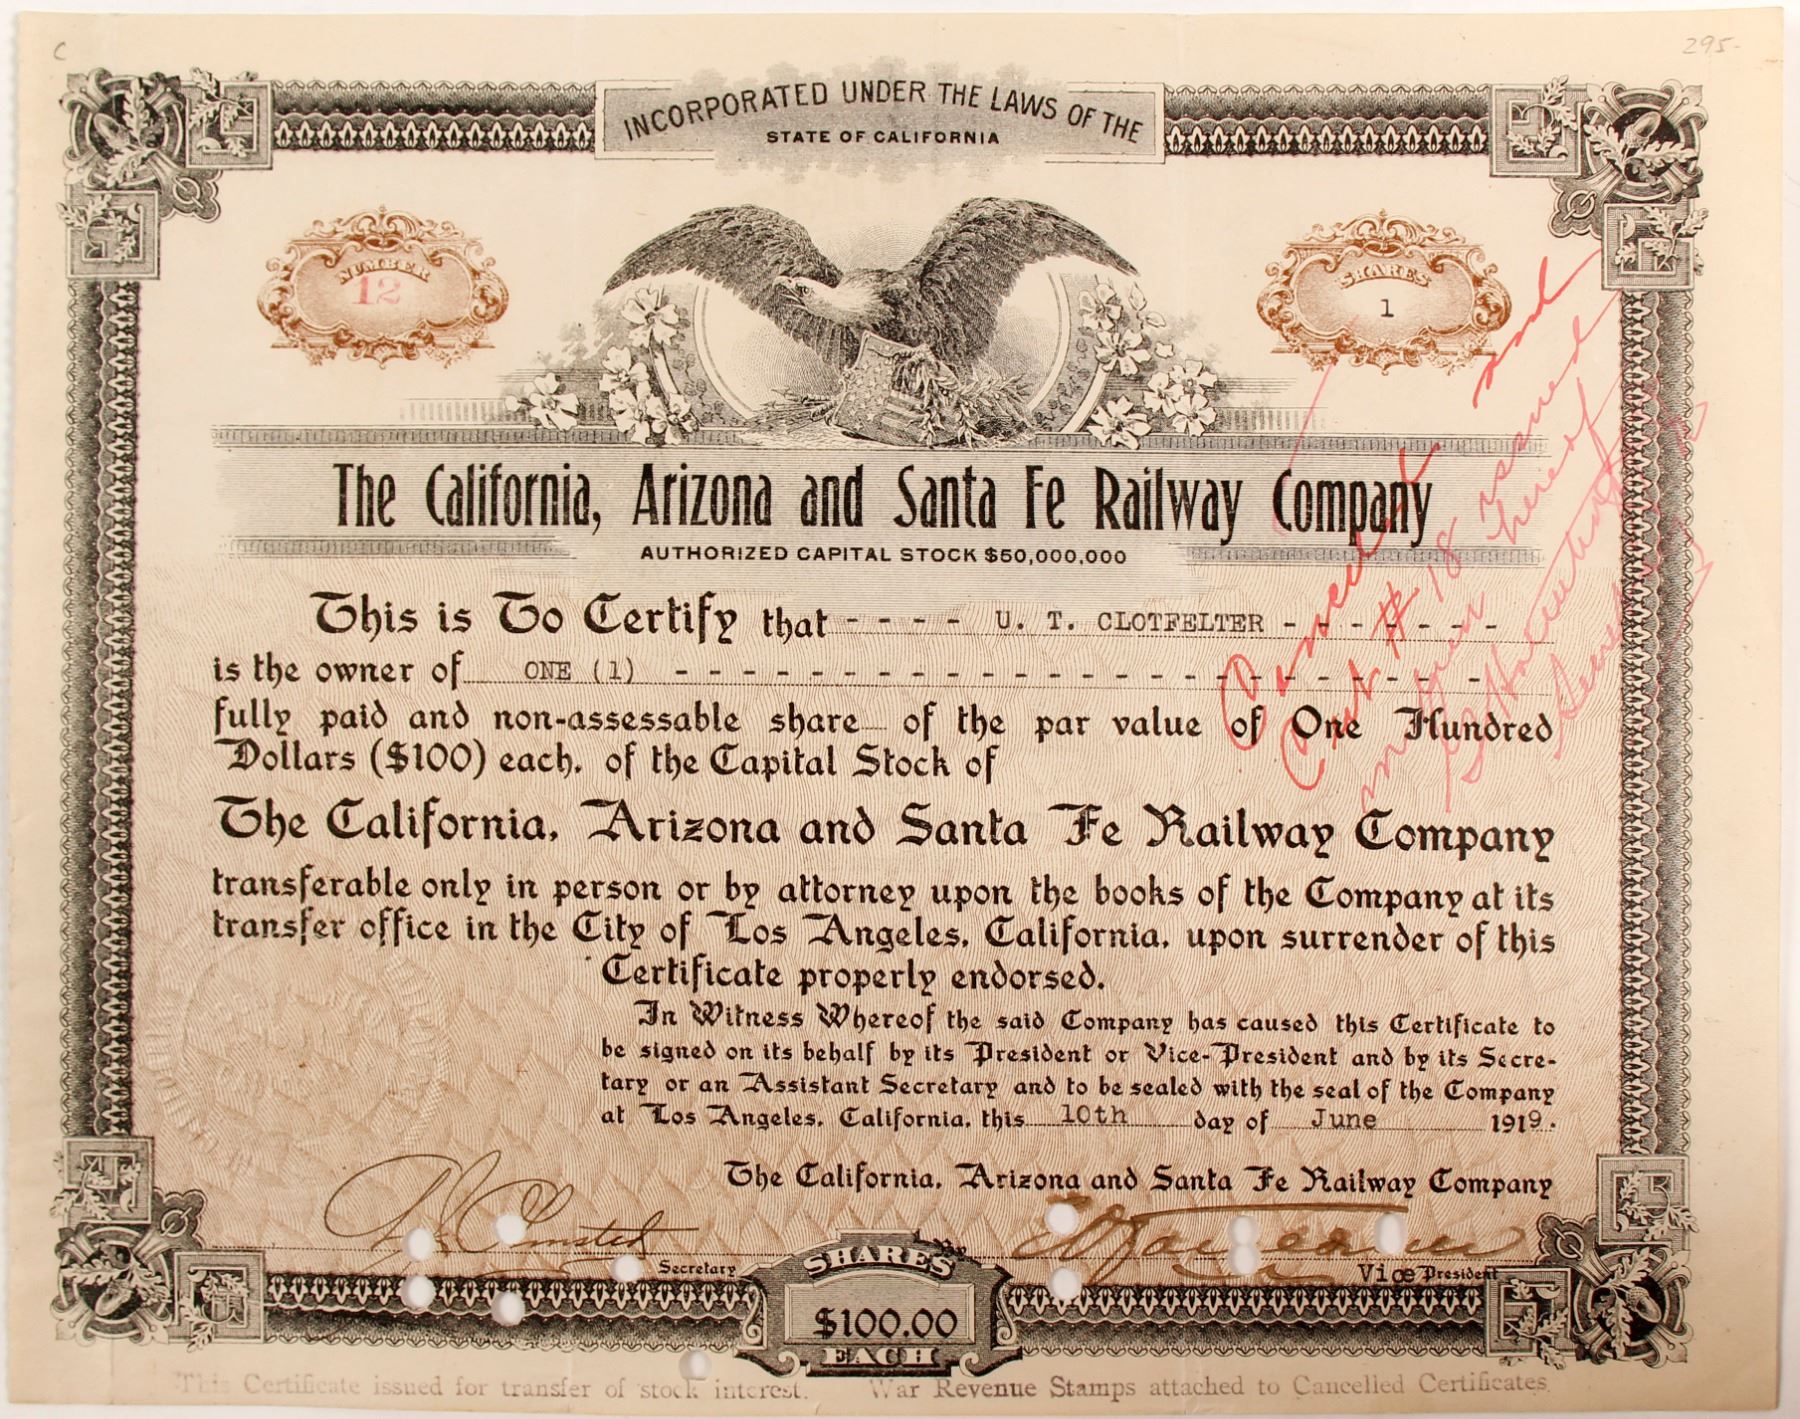 C
295-
INCORPORATED UNDER THE LAWS OF THE
STATE OF CALIFORNIA
NUMBER
12
SHARES
1
The California, Arizona and Santa Fe Railway Company
AUTHORIZED CAPITAL STOCK $50,000,000
This is To Certify that - - - - U. T. CLOTFELTER - - - - - - -
is the owner of ONE (1) - - - - - - - - - - - - - - - - - - - - - -
fully paid and non-assessable share of the par value of One Hundred
Dollars ($100) each, of the Capital Stock of
The California, Arizona and Santa Fe Railway Company
transferable only in person or by attorney upon the books of the Company at its
transfer office in the City of Los Angeles, California, upon surrender of this
Certificate properly endorsed.
In Witness Whereof the said Company has caused this Certificate to
be signed on its behalf by its President or Vice-President and by its Secre-
tary or an Assistant Secretary and to be sealed with the seal of the Company
at Los Angeles, California, this 10th day of June 1919.
The California, Arizona and Santa Fe Railway Company
Olmsted
Secretary
By
Vice President
SHARES
$100.00
EACH
This Certificate issued for transfer of stock interest. War Revenue Stamps attached to Cancelled Certificates.
and
Cert # 18 issued
hereof